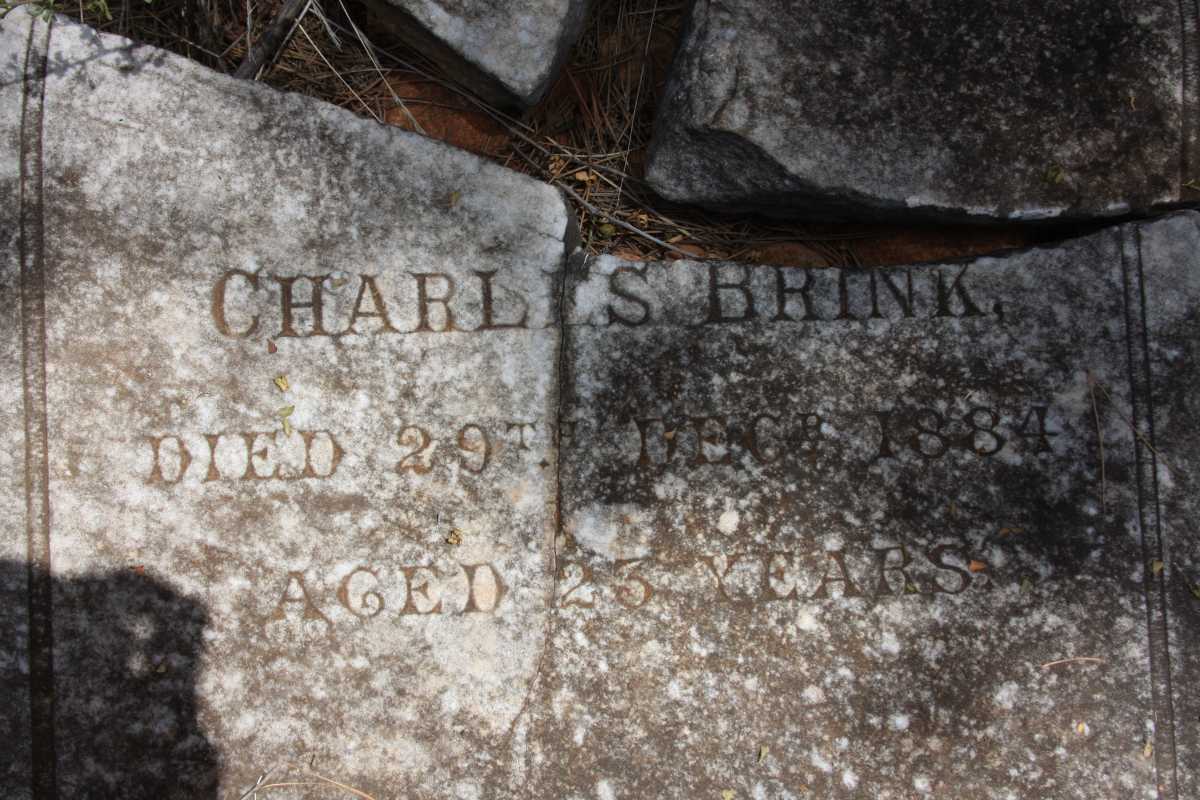 CHARLES BRINK,
DIED 29TH DECR 1884
AGED 23 YEARS.